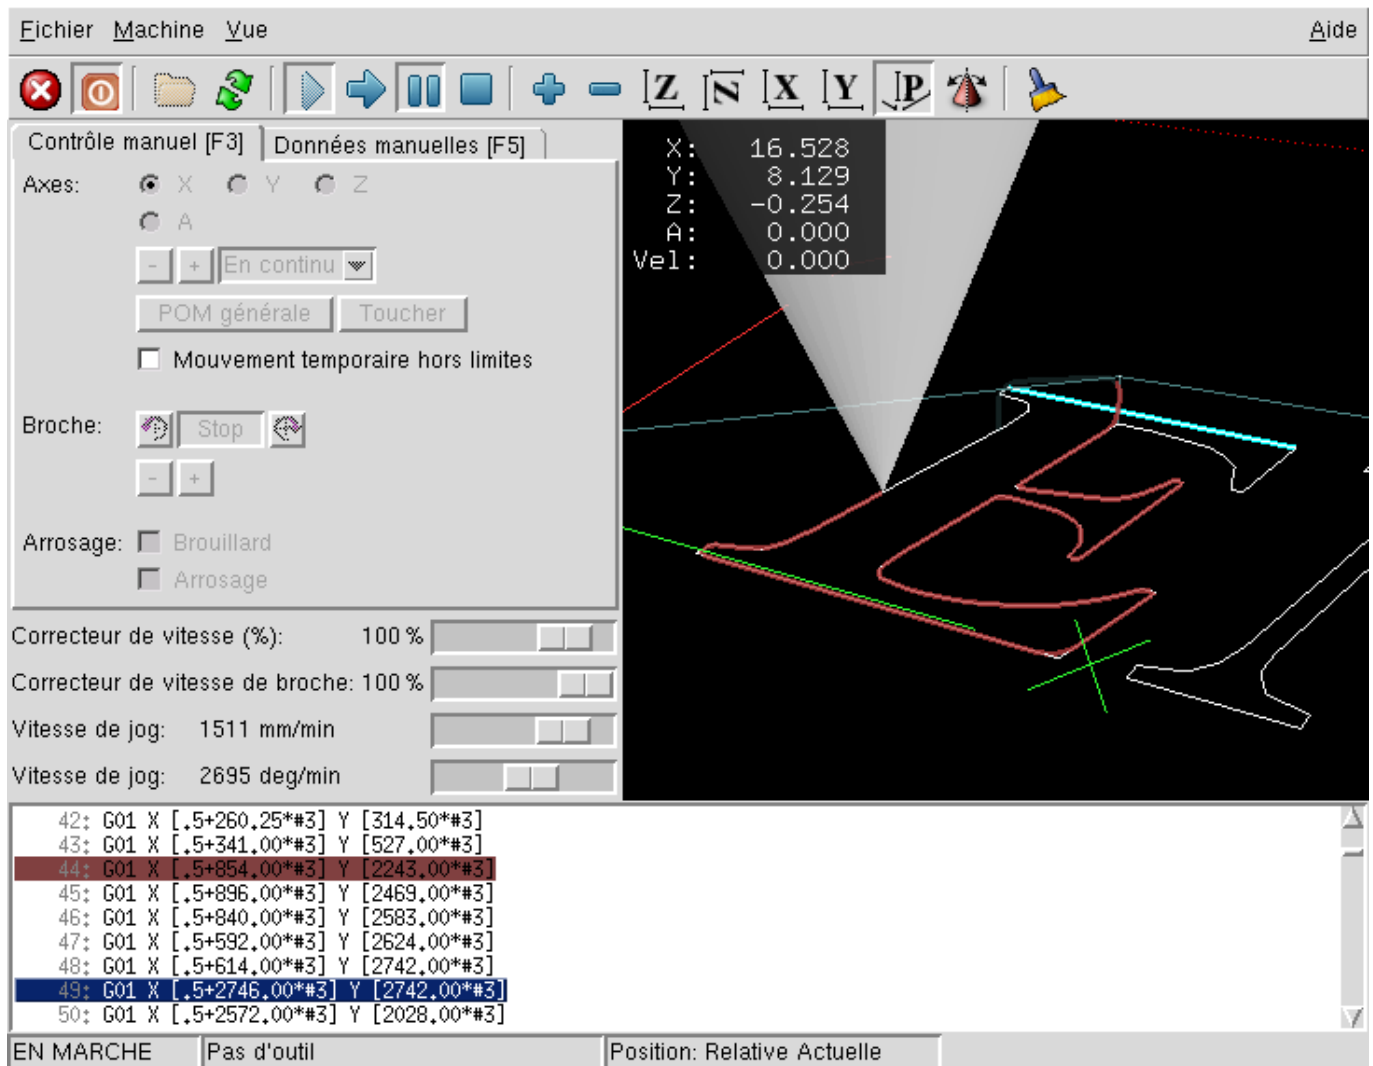 Fichier Machine Vue Aide
Z N X Y P
Contrôle manuel [F3] Données manuelles [F5]
Axes: X Y Z
A
- + En continu
POM générale Toucher
Mouvement temporaire hors limites
Broche: Stop
- +
Arrosage: Brouillard
Arrosage
Correcteur de vitesse (%): 100 %
Correcteur de vitesse de broche: 100 %
Vitesse de jog: 1511 mm/min
Vitesse de jog: 2695 deg/min
X: 16.528
Y: 8.129
Z: -0.254
A: 0.000
Vel: 0.000
42: G01 X [.5+260.25*#3] Y [314.50*#3]
43: G01 X [.5+341.00*#3] Y [527.00*#3]
44: G01 X [.5+854.00*#3] Y [2243.00*#3]
45: G01 X [.5+896.00*#3] Y [2469.00*#3]
46: G01 X [.5+840.00*#3] Y [2583.00*#3]
47: G01 X [.5+592.00*#3] Y [2624.00*#3]
48: G01 X [.5+614.00*#3] Y [2742.00*#3]
49: G01 X [.5+2746.00*#3] Y [2742.00*#3]
50: G01 X [.5+2572.00*#3] Y [2028.00*#3]
EN MARCHE Pas d'outil Position: Relative Actuelle